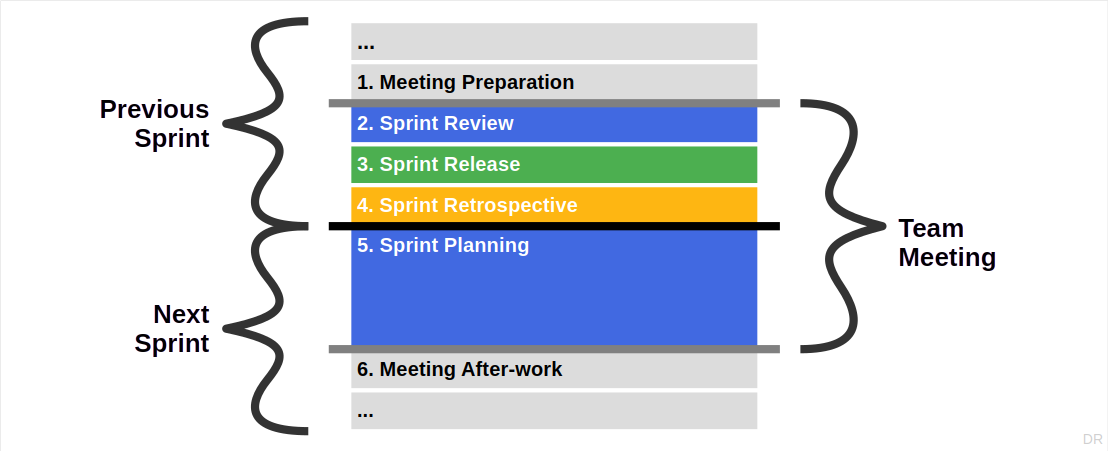 ...
1. Meeting Preparation
Previous
Sprint
2. Sprint Review
3. Sprint Release
4. Sprint Retrospective
5. Sprint Planning
Team
Meeting
Next
Sprint
6. Meeting After-work
...
DR